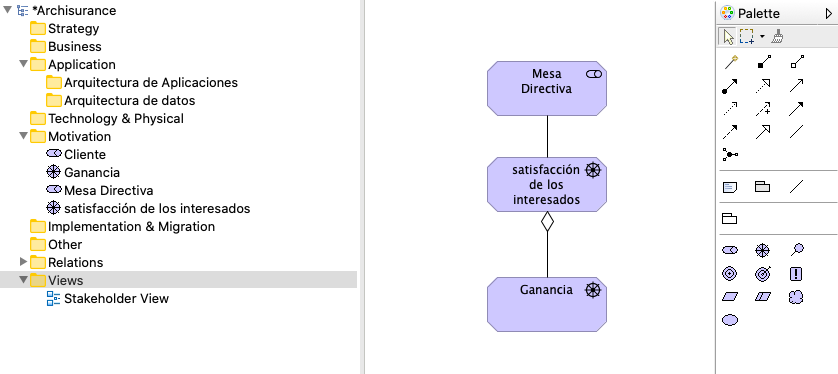 *Archisurance
Strategy
Business
Application
Arquitectura de Aplicaciones
Arquitectura de datos
Technology & Physical
Motivation
Cliente
Ganancia
Mesa Directiva
satisfacción de los interesados
Implementation & Migration
Other
Relations
Views
Stakeholder View
Mesa
Directiva
satisfacción
de los
interesados
Ganancia
Palette